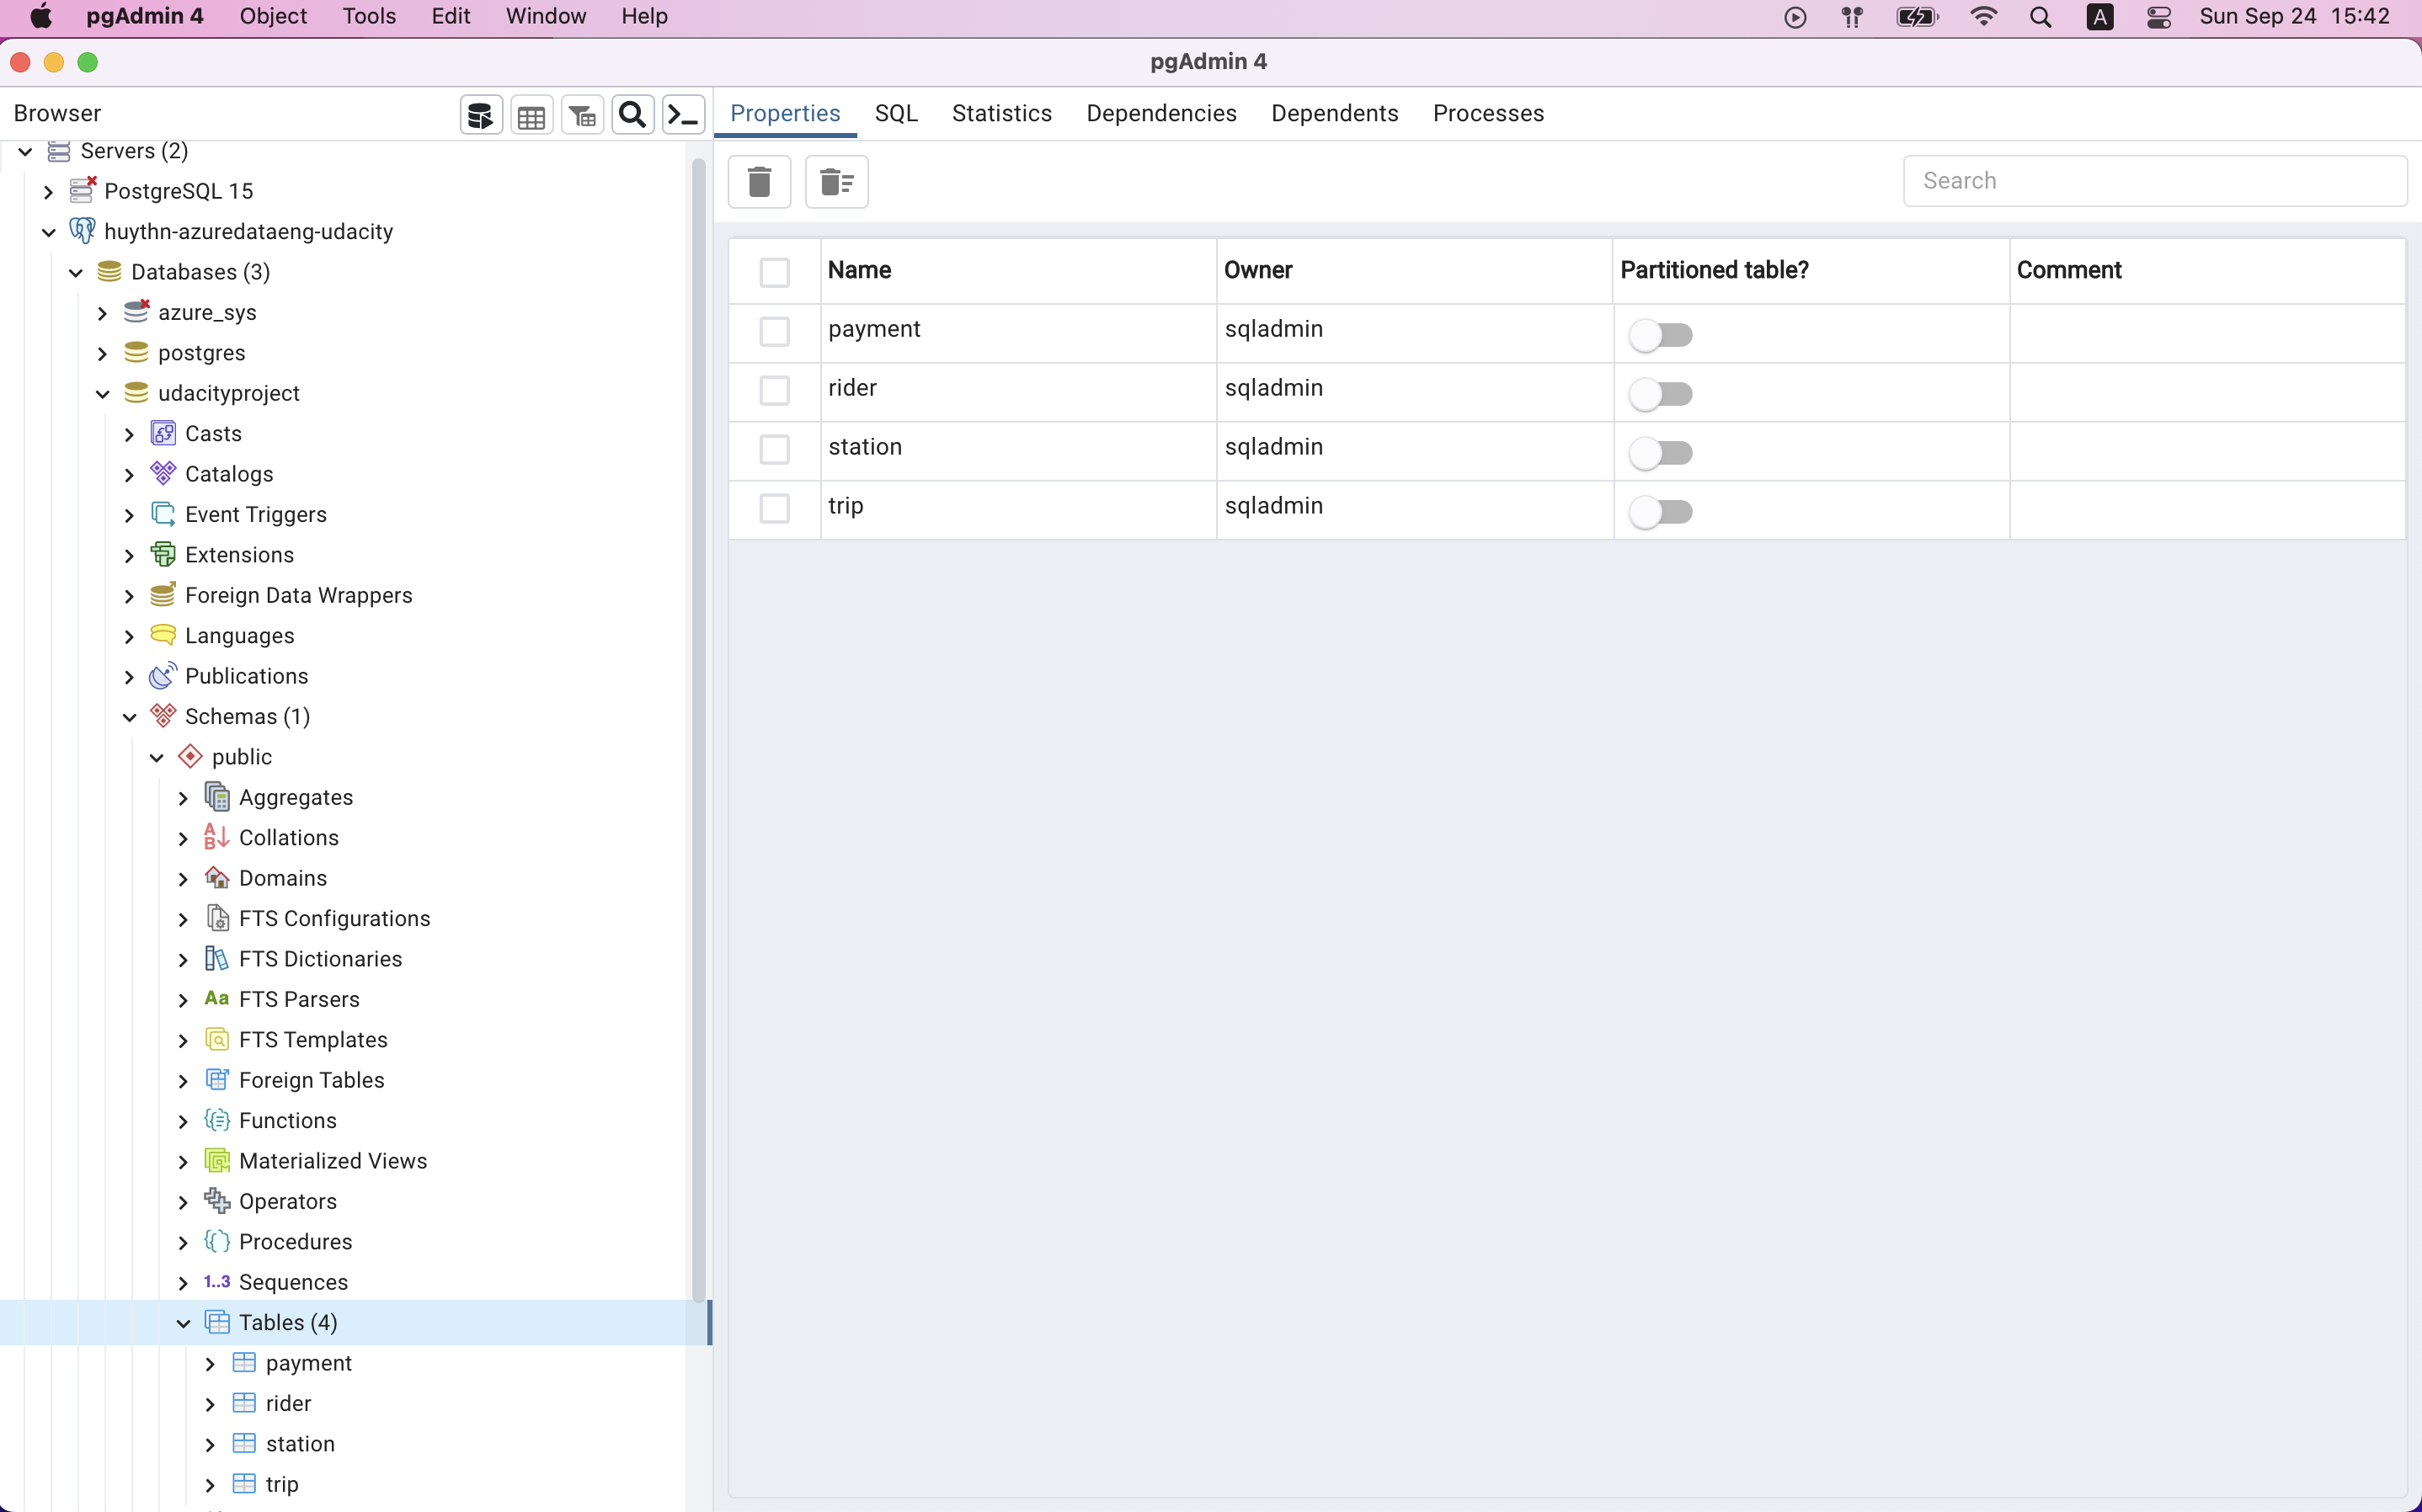 pgAdmin 4 Object Tools Edit Window Help A Sun Sep 24 15:42
pgAdmin 4
Browser
Properties SQL Statistics Dependencies Dependents Processes
Servers (2)
PostgreSQL 15
huythn-azuredataeng-udacity
Databases (3)
azure_sys
postgres
udacityproject
Casts
Catalogs
Event Triggers
Extensions
Foreign Data Wrappers
Languages
Publications
Schemas (1)
public
Aggregates
Collations
Domains
FTS Configurations
FTS Dictionaries
Aa FTS Parsers
FTS Templates
Foreign Tables
Functions
Materialized Views
Operators
Procedures
1..3 Sequences
Tables (4)
payment
rider
station
trip
Search
Name Owner Partitioned table? Comment
payment sqladmin
rider sqladmin
station sqladmin
trip sqladmin